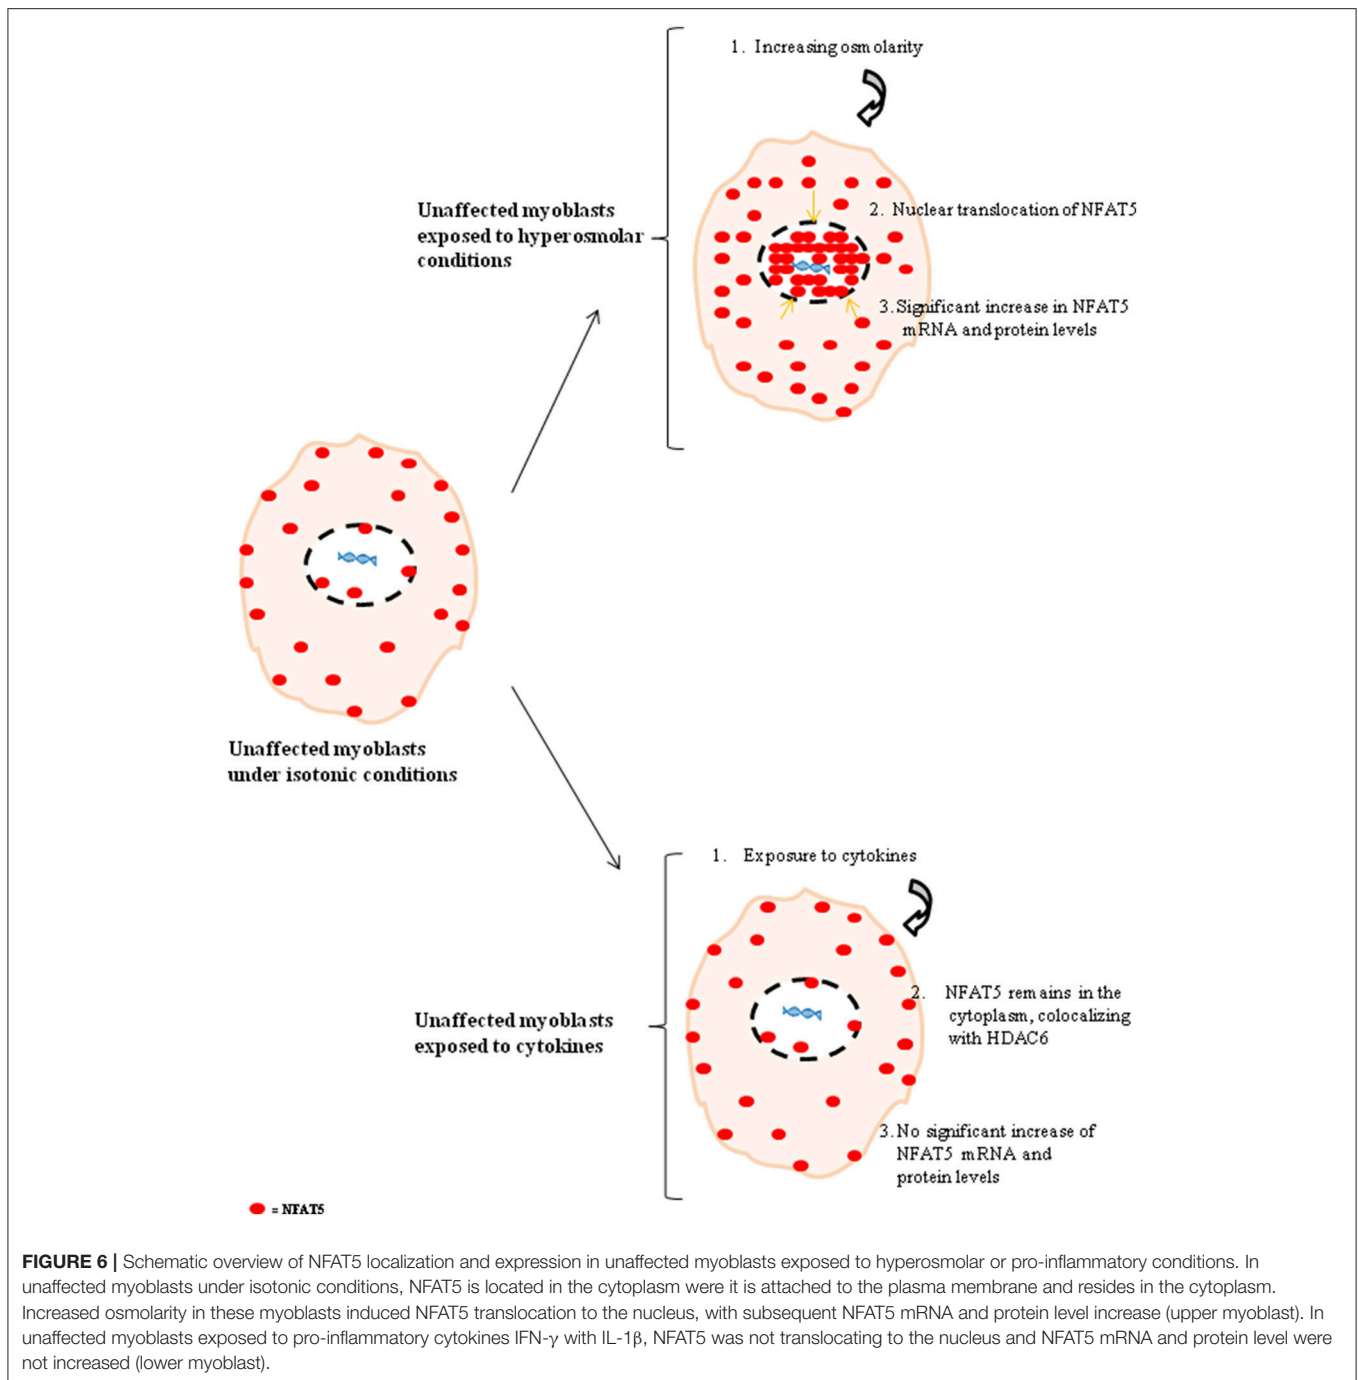 1. Increasing osmolarity
Unaffected myoblasts
exposed to hyperosmolar
conditions
2. Nuclear translocation of NFAT5
3. Significant increase in NFAT5
mRNA and protein levels
Unaffected myoblasts
under isotonic conditions
1. Exposure to cytokines
Unaffected myoblasts
exposed to cytokines
2. NFAT5 remains in the
cytoplasm, colocalizing
with HDAC6
3. No significant increase of
NFAT5 mRNA and
protein levels
= NFAT5
FIGURE 6 | Schematic overview of NFAT5 localization and expression in unaffected myoblasts exposed to hyperosmolar or pro-inflammatory conditions. In
unaffected myoblasts under isotonic conditions, NFAT5 is located in the cytoplasm were it is attached to the plasma membrane and resides in the cytoplasm.
Increased osmolarity in these myoblasts induced NFAT5 translocation to the nucleus, with subsequent NFAT5 mRNA and protein level increase (upper myoblast). In
unaffected myoblasts exposed to pro-inflammatory cytokines IFN-γ with IL-1β, NFAT5 was not translocating to the nucleus and NFAT5 mRNA and protein level were
not increased (lower myoblast).